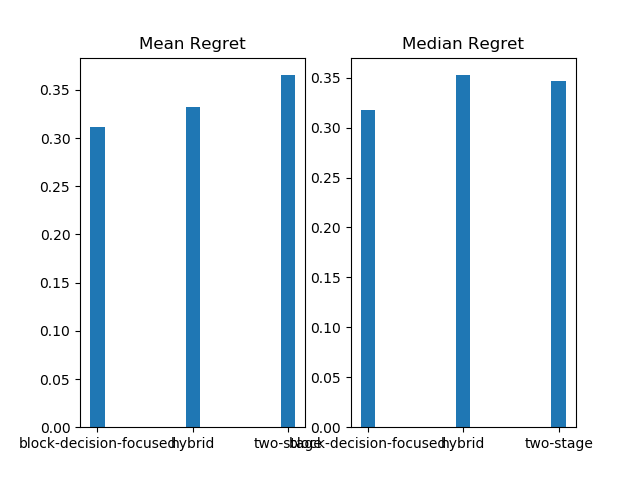 Mean Regret
0.35
0.30
0.25
0.20
0.15
0.10
0.05
0.00
block-decision-focused
hybrid
two-stage
Median Regret
0.35
0.30
0.25
0.20
0.15
0.10
0.05
0.00
block-decision-focused
hybrid
two-stage